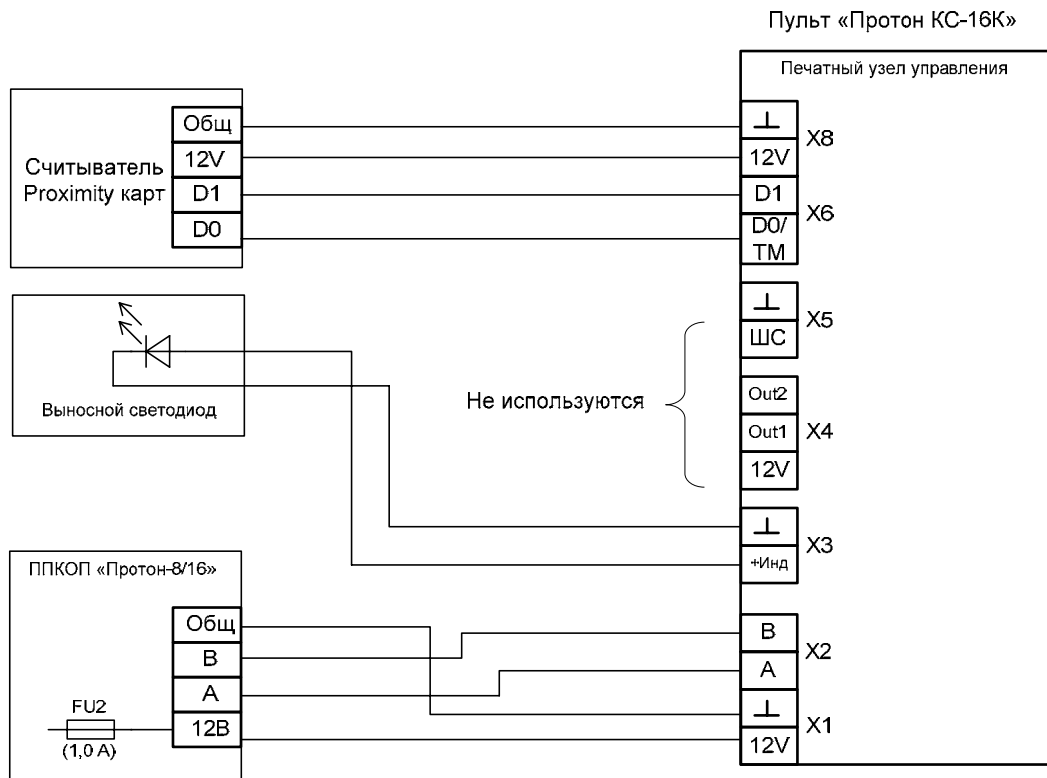 Пульт «Протон КС-16К»
Печатный узел управления
Считыватель
Proximity карт
Общ
12V
D1
D0
⊥
12V
X8
D1
D0/
TM
X6
Выносной светодиод
Не используются
⊥
ШС
X5
Out2
Out1
12V
X4
⊥
+Инд
X3
ППКОП «Протон-8/16»
Общ
B
A
12В
FU2
(1,0 А)
B
A
X2
⊥
12V
X1